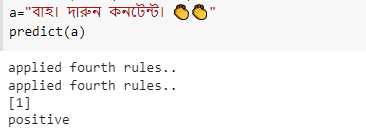 a="বাহ। দারুন কনটেন্ট। 👏👏"
predict(a)
applied fourth rules..
applied fourth rules..
[1]
positive